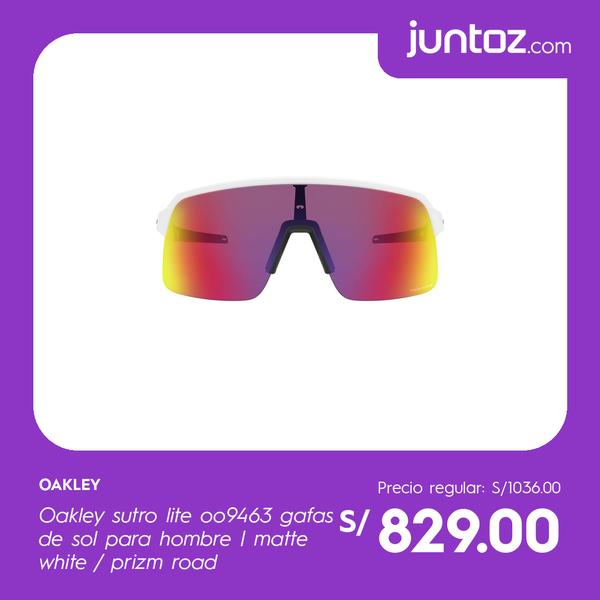 juntoz.com
OAKLEY
Oakley sutro lite oo9463 gafas
de sol para hombre | matte
white / prizm road
Precio regular: S/1036.00
S/ 829.00